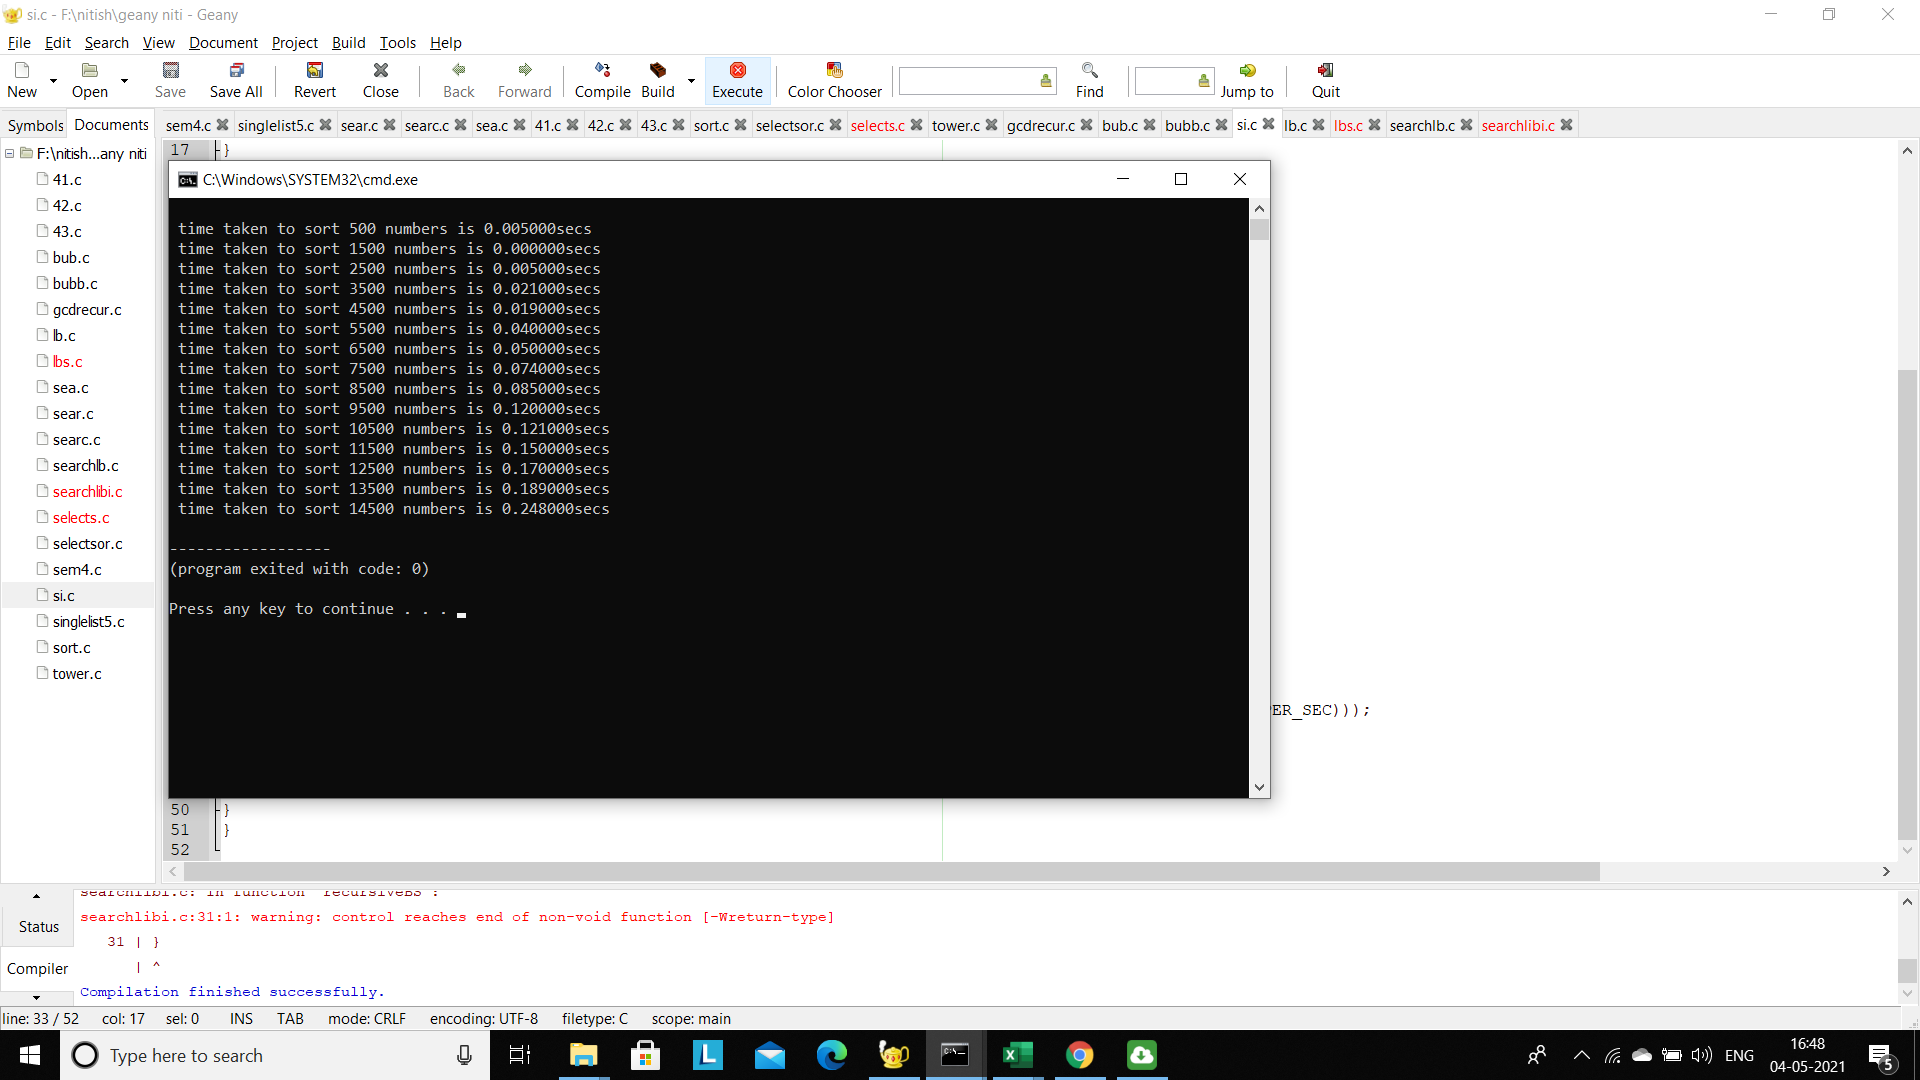 si.c - F:\nitish\geany niti - Geany
File Edit Search View Document Project Build Tools Help
New Open Save Save All Revert Close Back Forward Compile Build Execute Color Chooser Find Jump to Quit
Symbols Documents
sem4.c singlelist5.c sear.c searc.c sea.c 41.c 42.c 43.c sort.c selectsor.c selects.c tower.c gcdrecur.c bub.c bubb.c si.c lb.c lbs.c searchlb.c searchlibi.c
F:\nitish...any niti
41.c
42.c
43.c
bub.c
bubb.c
gcdrecur.c
lb.c
lbs.c
sea.c
sear.c
searc.c
searchlb.c
searchlibi.c
selects.c
selectsor.c
sem4.c
si.c
singlelist5.c
sort.c
tower.c
17 }
C:\Windows\SYSTEM32\cmd.exe
time taken to sort 500 numbers is 0.005000secs
time taken to sort 1500 numbers is 0.000000secs
time taken to sort 2500 numbers is 0.005000secs
time taken to sort 3500 numbers is 0.021000secs
time taken to sort 4500 numbers is 0.019000secs
time taken to sort 5500 numbers is 0.040000secs
time taken to sort 6500 numbers is 0.050000secs
time taken to sort 7500 numbers is 0.074000secs
time taken to sort 8500 numbers is 0.085000secs
time taken to sort 9500 numbers is 0.120000secs
time taken to sort 10500 numbers is 0.121000secs
time taken to sort 11500 numbers is 0.150000secs
time taken to sort 12500 numbers is 0.170000secs
time taken to sort 13500 numbers is 0.189000secs
time taken to sort 14500 numbers is 0.248000secs
------------------
(program exited with code: 0)
Press any key to continue . . .
PER_SEC)));
50 }
51 }
52
searchlibi.c: In function 'recursiveBS':
searchlibi.c:31:1: warning: control reaches end of non-void function [-Wreturn-type]
31 | }
| ^
Compilation finished successfully.
Status
Compiler
line: 33 / 52 col: 17 sel: 0 INS TAB mode: CRLF encoding: UTF-8 filetype: C scope: main
Type here to search
L
ENG
16:48
04-05-2021
5